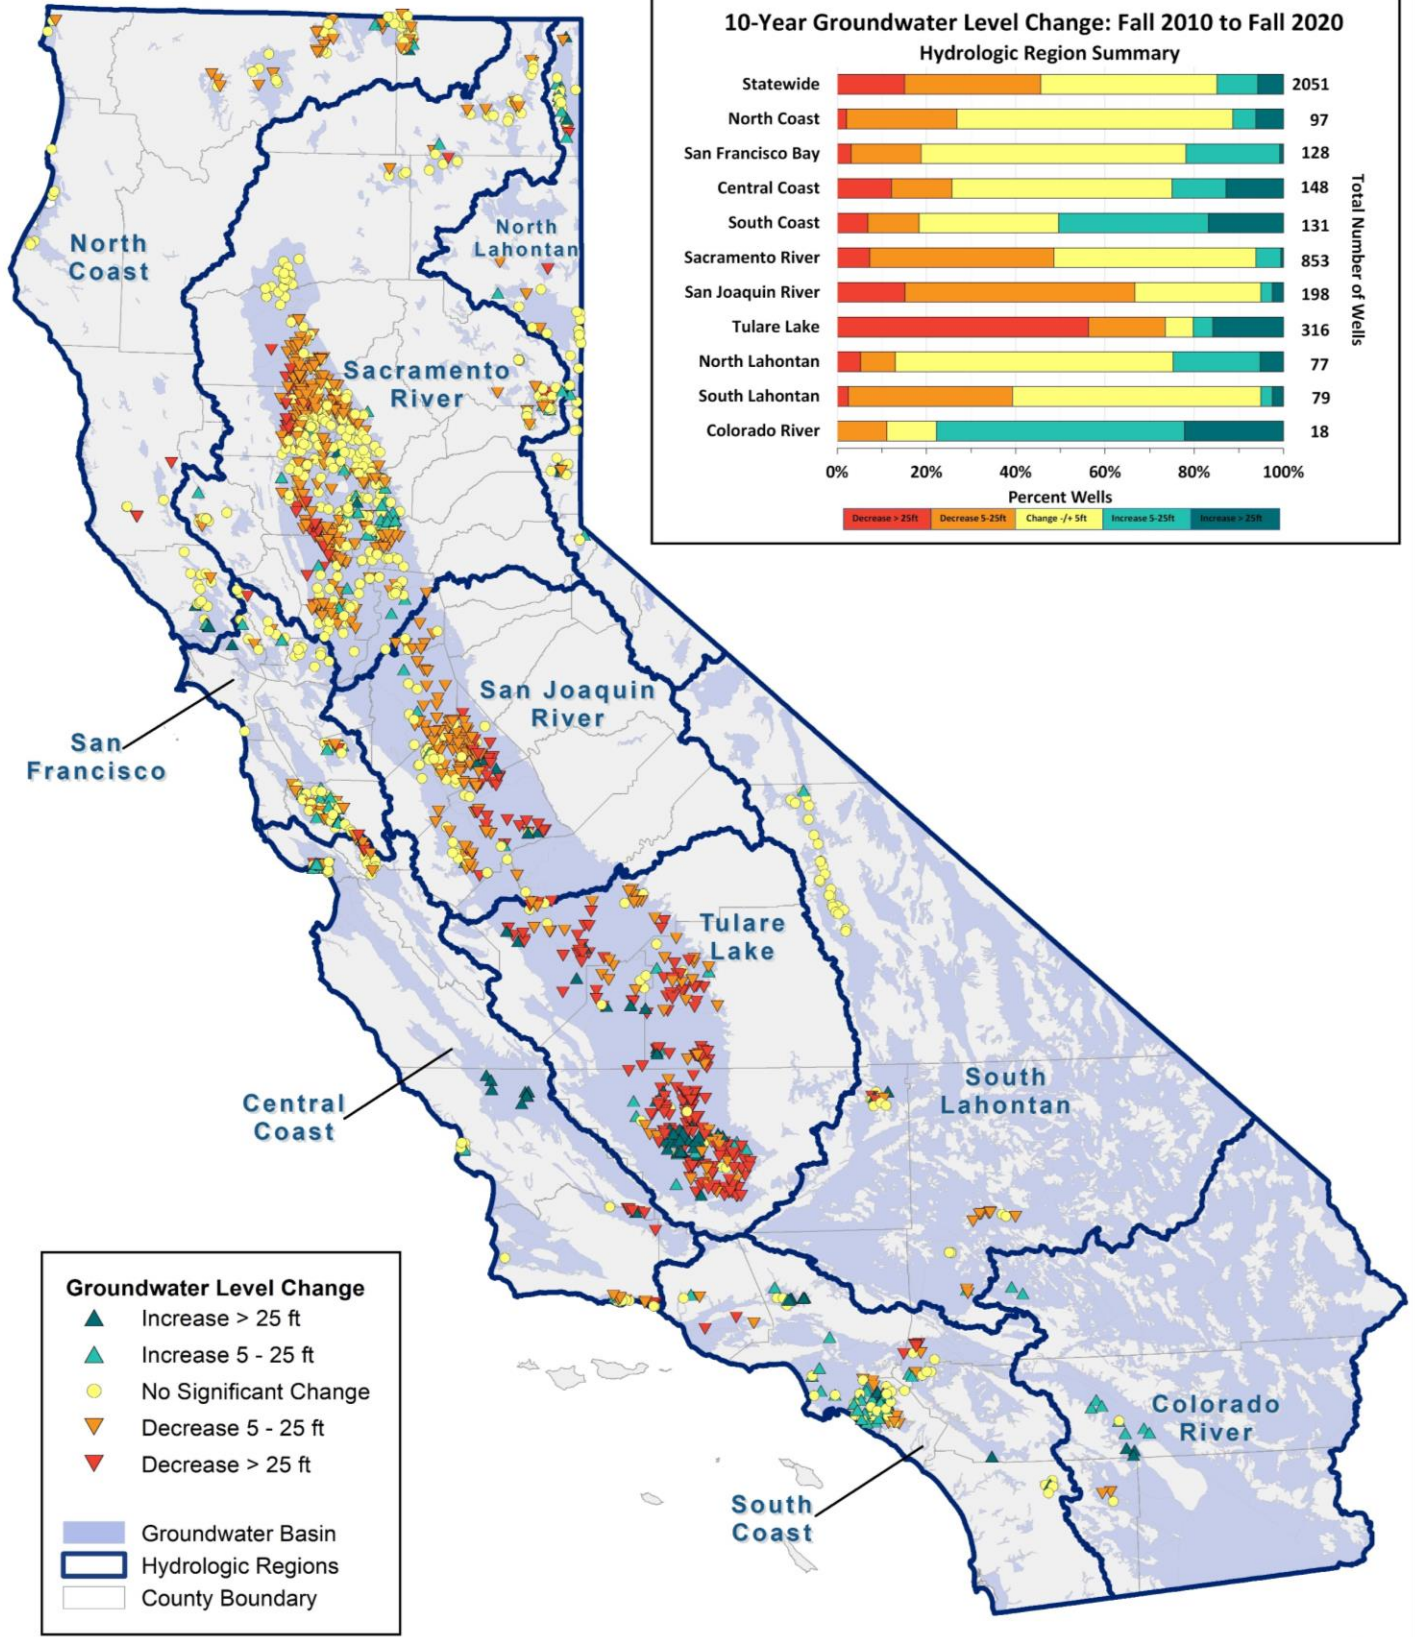 10-Year Groundwater Level Change: Fall 2010 to Fall 2020
Hydrologic Region Summary
Statewide 2051
North Coast 97
San Francisco Bay 128
Central Coast 148
South Coast 131
Sacramento River 853
San Joaquin River 198
Tulare Lake 316
North Lahontan 77
South Lahontan 79
Colorado River 18
Total Number of Wells
0% 20% 40% 60% 80% 100%
Percent Wells
Decrease > 25ft Decrease 5-25ft Change -/+ 5ft Increase 5-25ft Increase > 25ft
North
Coast
North
Lahontan
Sacramento
River
San Joaquin
River
San
Francisco
Tulare
Lake
Central
Coast
South
Lahontan
Colorado
River
South
Coast
Groundwater Level Change
Increase > 25 ft
Increase 5 - 25 ft
No Significant Change
Decrease 5 - 25 ft
Decrease > 25 ft
Groundwater Basin
Hydrologic Regions
County Boundary